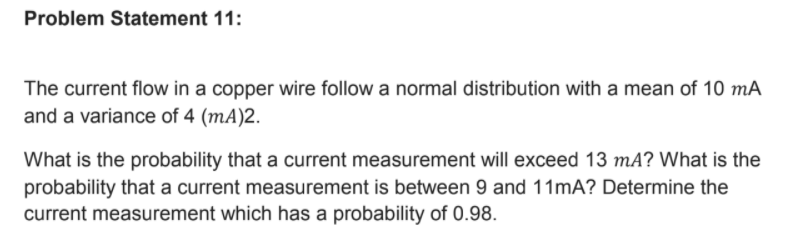 Problem Statement 11:
The current flow in a copper wire follow a normal distribution with a mean of 10 mA
and a variance of 4 (mA)2.
What is the probability that a current measurement will exceed 13 mA? What is the
probability that a current measurement is between 9 and 11mA? Determine the
current measurement which has a probability of 0.98.